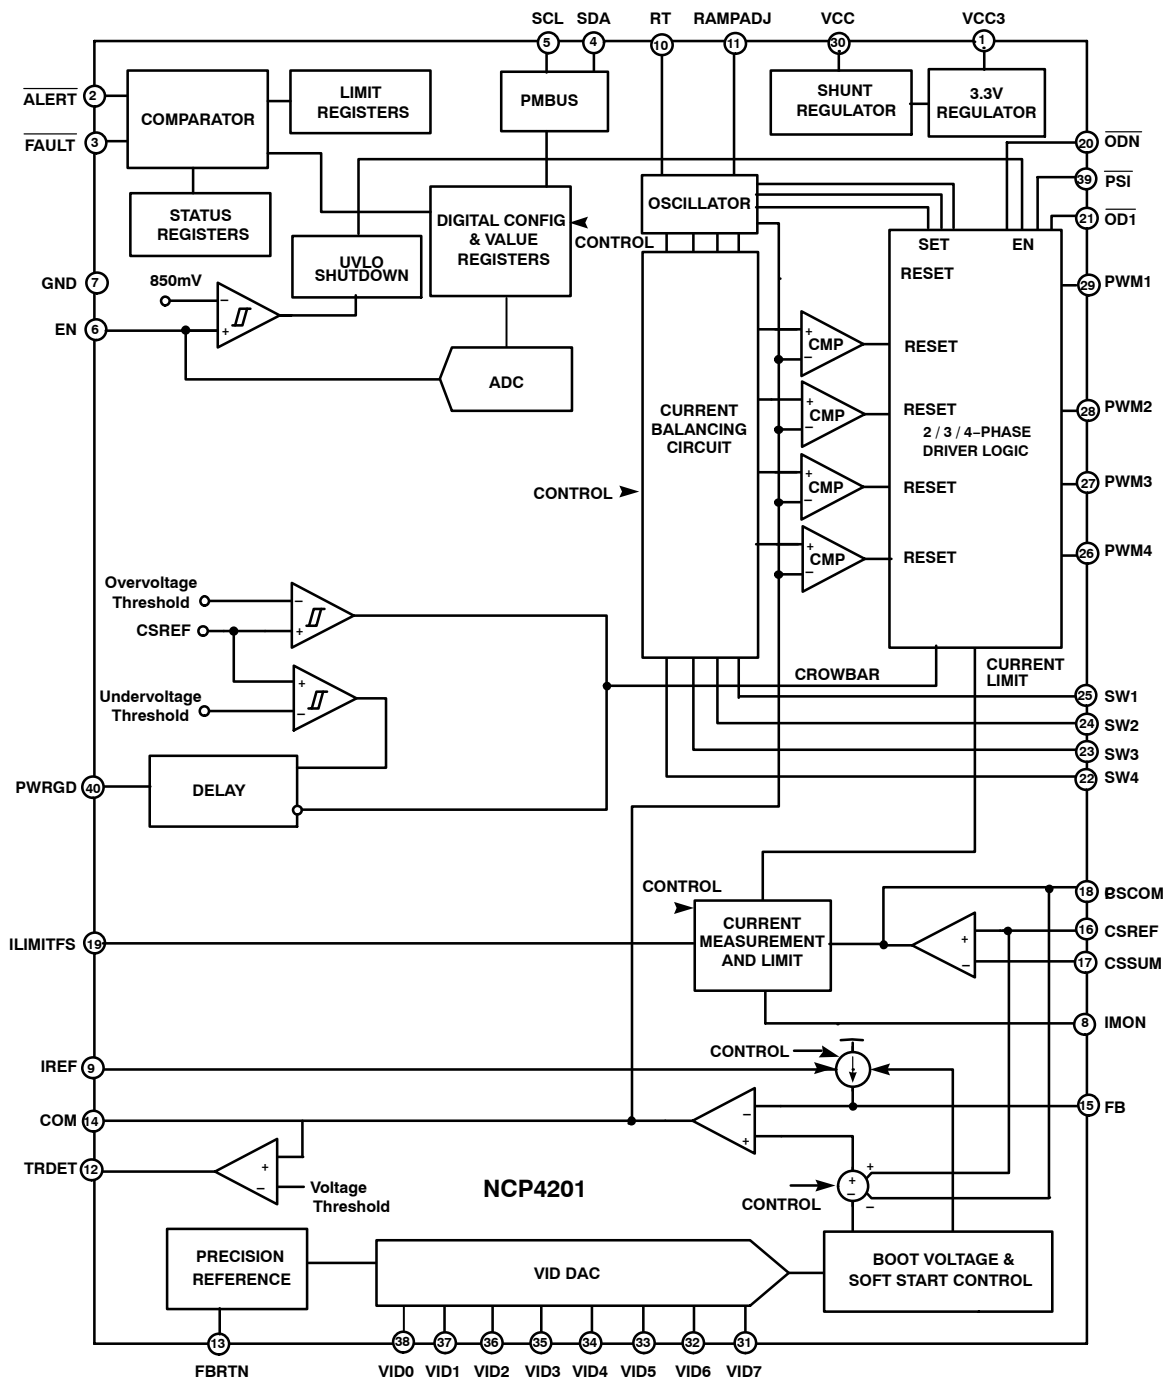 SCL SDA RT RAMPADJ VCC VCC3
5 4 10 11 30 1
ALERT 2
FAULT 3
COMPARATOR
LIMIT
REGISTERS
PMBUS
SHUNT
REGULATOR
3.3V
REGULATOR
20 ODN
39 PSI
21 OD1
STATUS
REGISTERS
DIGITAL CONFIG
& VALUE
REGISTERS
CONTROL
OSCILLATOR
SET EN
RESET
GND 7
850mV
UVLO
SHUTDOWN
29 PWM1
EN 6
−
+
ADC
+
−
CMP
RESET
CURRENT
BALANCING
CIRCUIT
+
−
CMP
RESET
2 / 3 / 4−PHASE
DRIVER LOGIC
28 PWM2
CONTROL
+
−
CMP
RESET
27 PWM3
+
−
CMP
RESET
26 PWM4
Overvoltage
Threshold
−
+
CSREF
Undervoltage
Threshold
+
−
CROWBAR
CURRENT
LIMIT
25 SW1
24 SW2
23 SW3
22 SW4
PWRGD 40
DELAY
CONTROL
CURRENT
MEASUREMENT
AND LIMIT
18 CSCOM
+
−
16 CSREF
17 CSSUM
ILIMITFS 19
8 IMON
CONTROL
IREF 9
15 FB
COM 14
−
+
TRDET 12
+
−
Voltage
Threshold
NCP4201
CONTROL
+
−
+
−
PRECISION
REFERENCE
VID DAC
BOOT VOLTAGE &
SOFT START CONTROL
13 38 37 36 35 34 33 32 31
FBRTN VID0 VID1 VID2 VID3 VID4 VID5 VID6 VID7